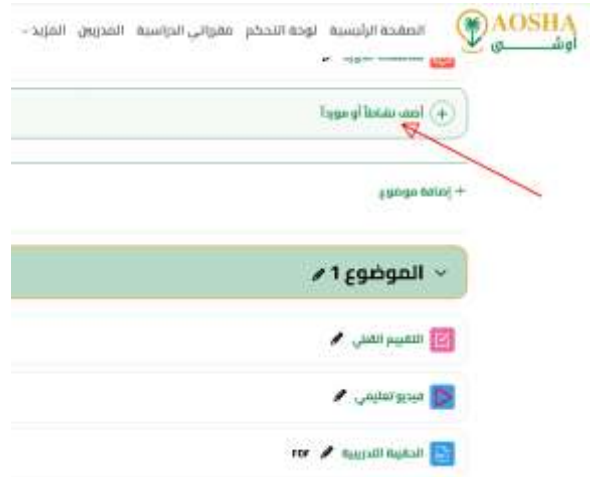 AOSHA
أوشى
الصفحة الرئيسية لوحة التحكم مقرراتي الدراسية المدربين المزيد
أضف نشاطاً أو مورداً
+ إضافة موضوع
الموضوع 1
التقييم القبلي
فيديو تعليمي
الحقيبة التدريبية PDF